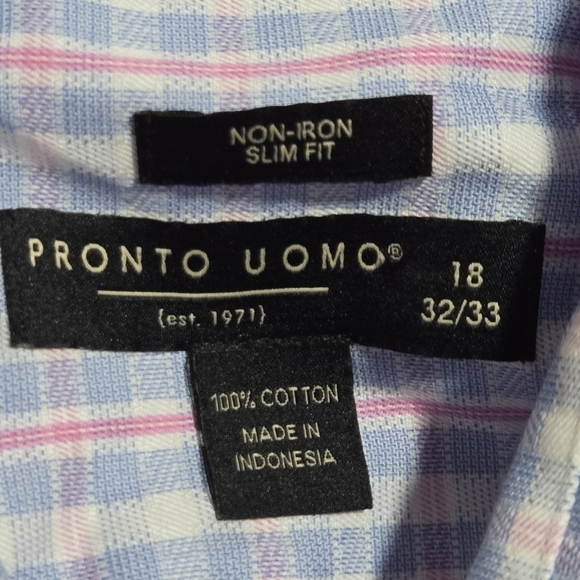 NON-IRON
SLIM FIT
PRONTO UOMO®
{est. 1971}
18
32/33
100% COTTON
MADE IN
INDONESIA